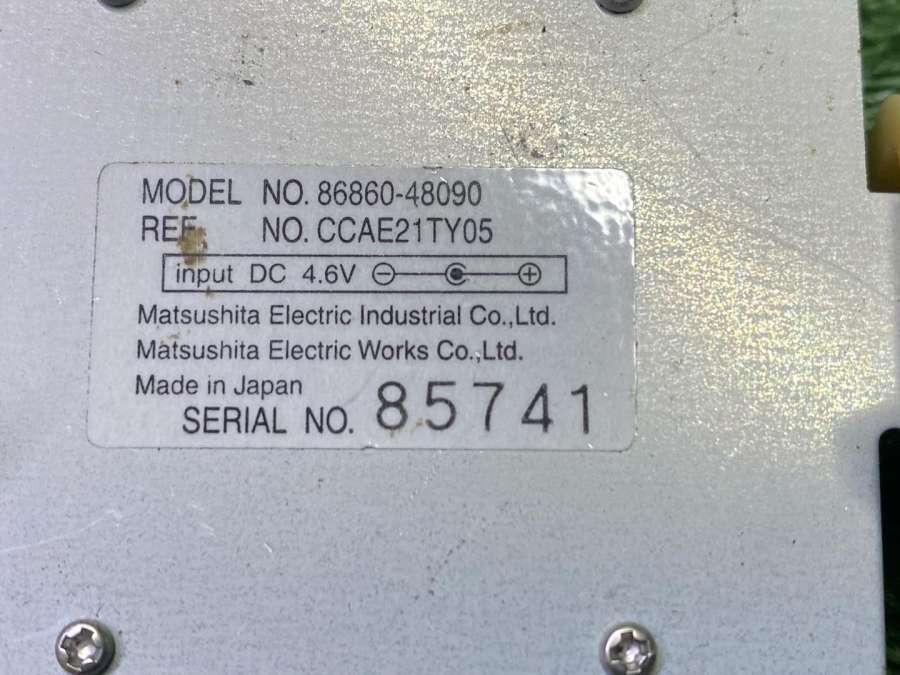 MODEL NO. 86860-48090
REF. NO. CCAE21TY05
input DC 4.6V
Matsushita Electric Industrial Co.,Ltd.
Matsushita Electric Works Co.,Ltd.
Made in Japan
SERIAL NO. 85741